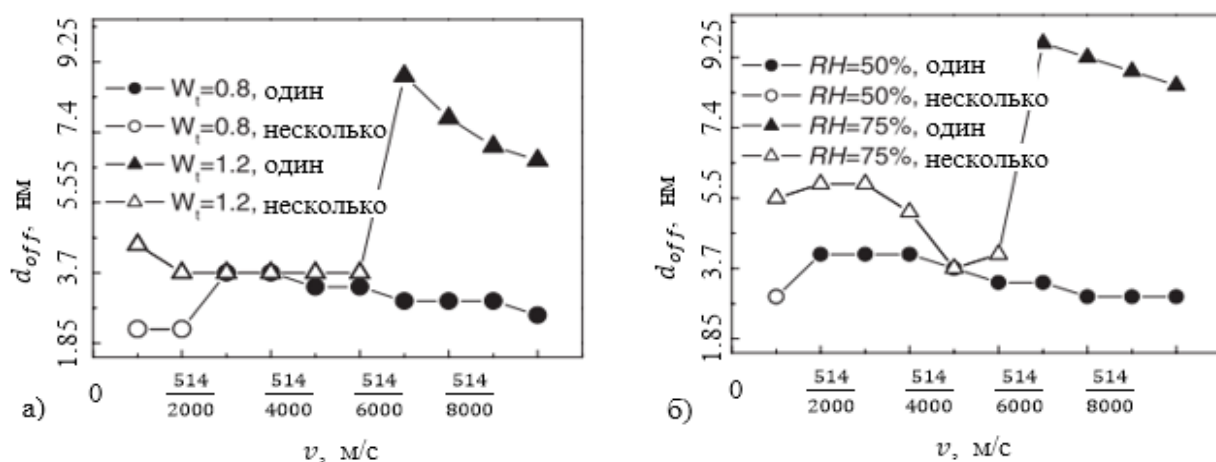 9.25
7.4
5.55
3.7
1.85
d_off, нм
W_t=0.8, один
W_t=0.8, несколько
W_t=1.2, один
W_t=1.2, несколько
0
514/2000
514/4000
514/6000
514/8000
а)
v, м/с
9.25
7.4
5.5
3.7
1.85
d_off, нм
RH=50%, один
RH=50%, несколько
RH=75%, один
RH=75%, несколько
0
514/2000
514/4000
514/6000
514/8000
б)
v, м/с